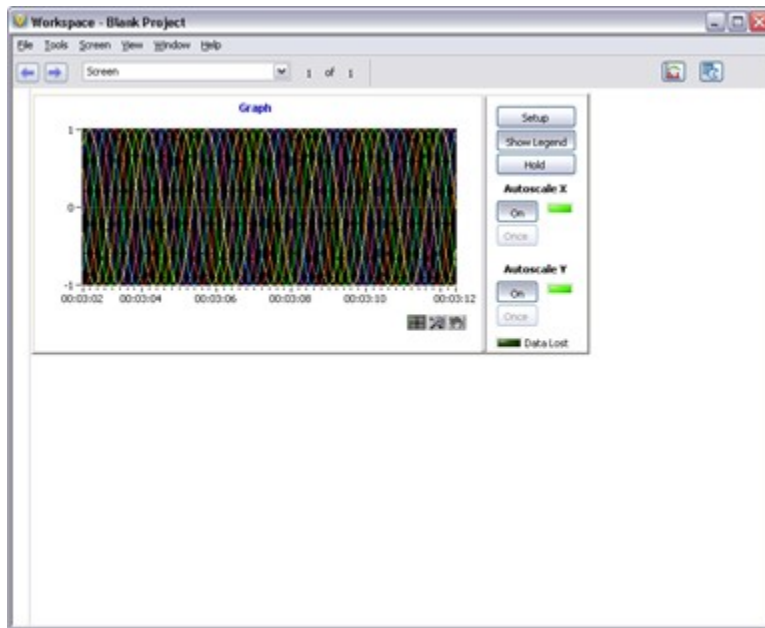 Workspace - Blank Project
File Tools Screen View Window Help
Screen 1 of 1
Graph
1
0
-1
00:03:02 00:03:04 00:03:06 00:03:08 00:03:10 00:03:12
Setup
Show Legend
Hold
Autoscale X
On
Once
Autoscale Y
On
Once
Data Lost